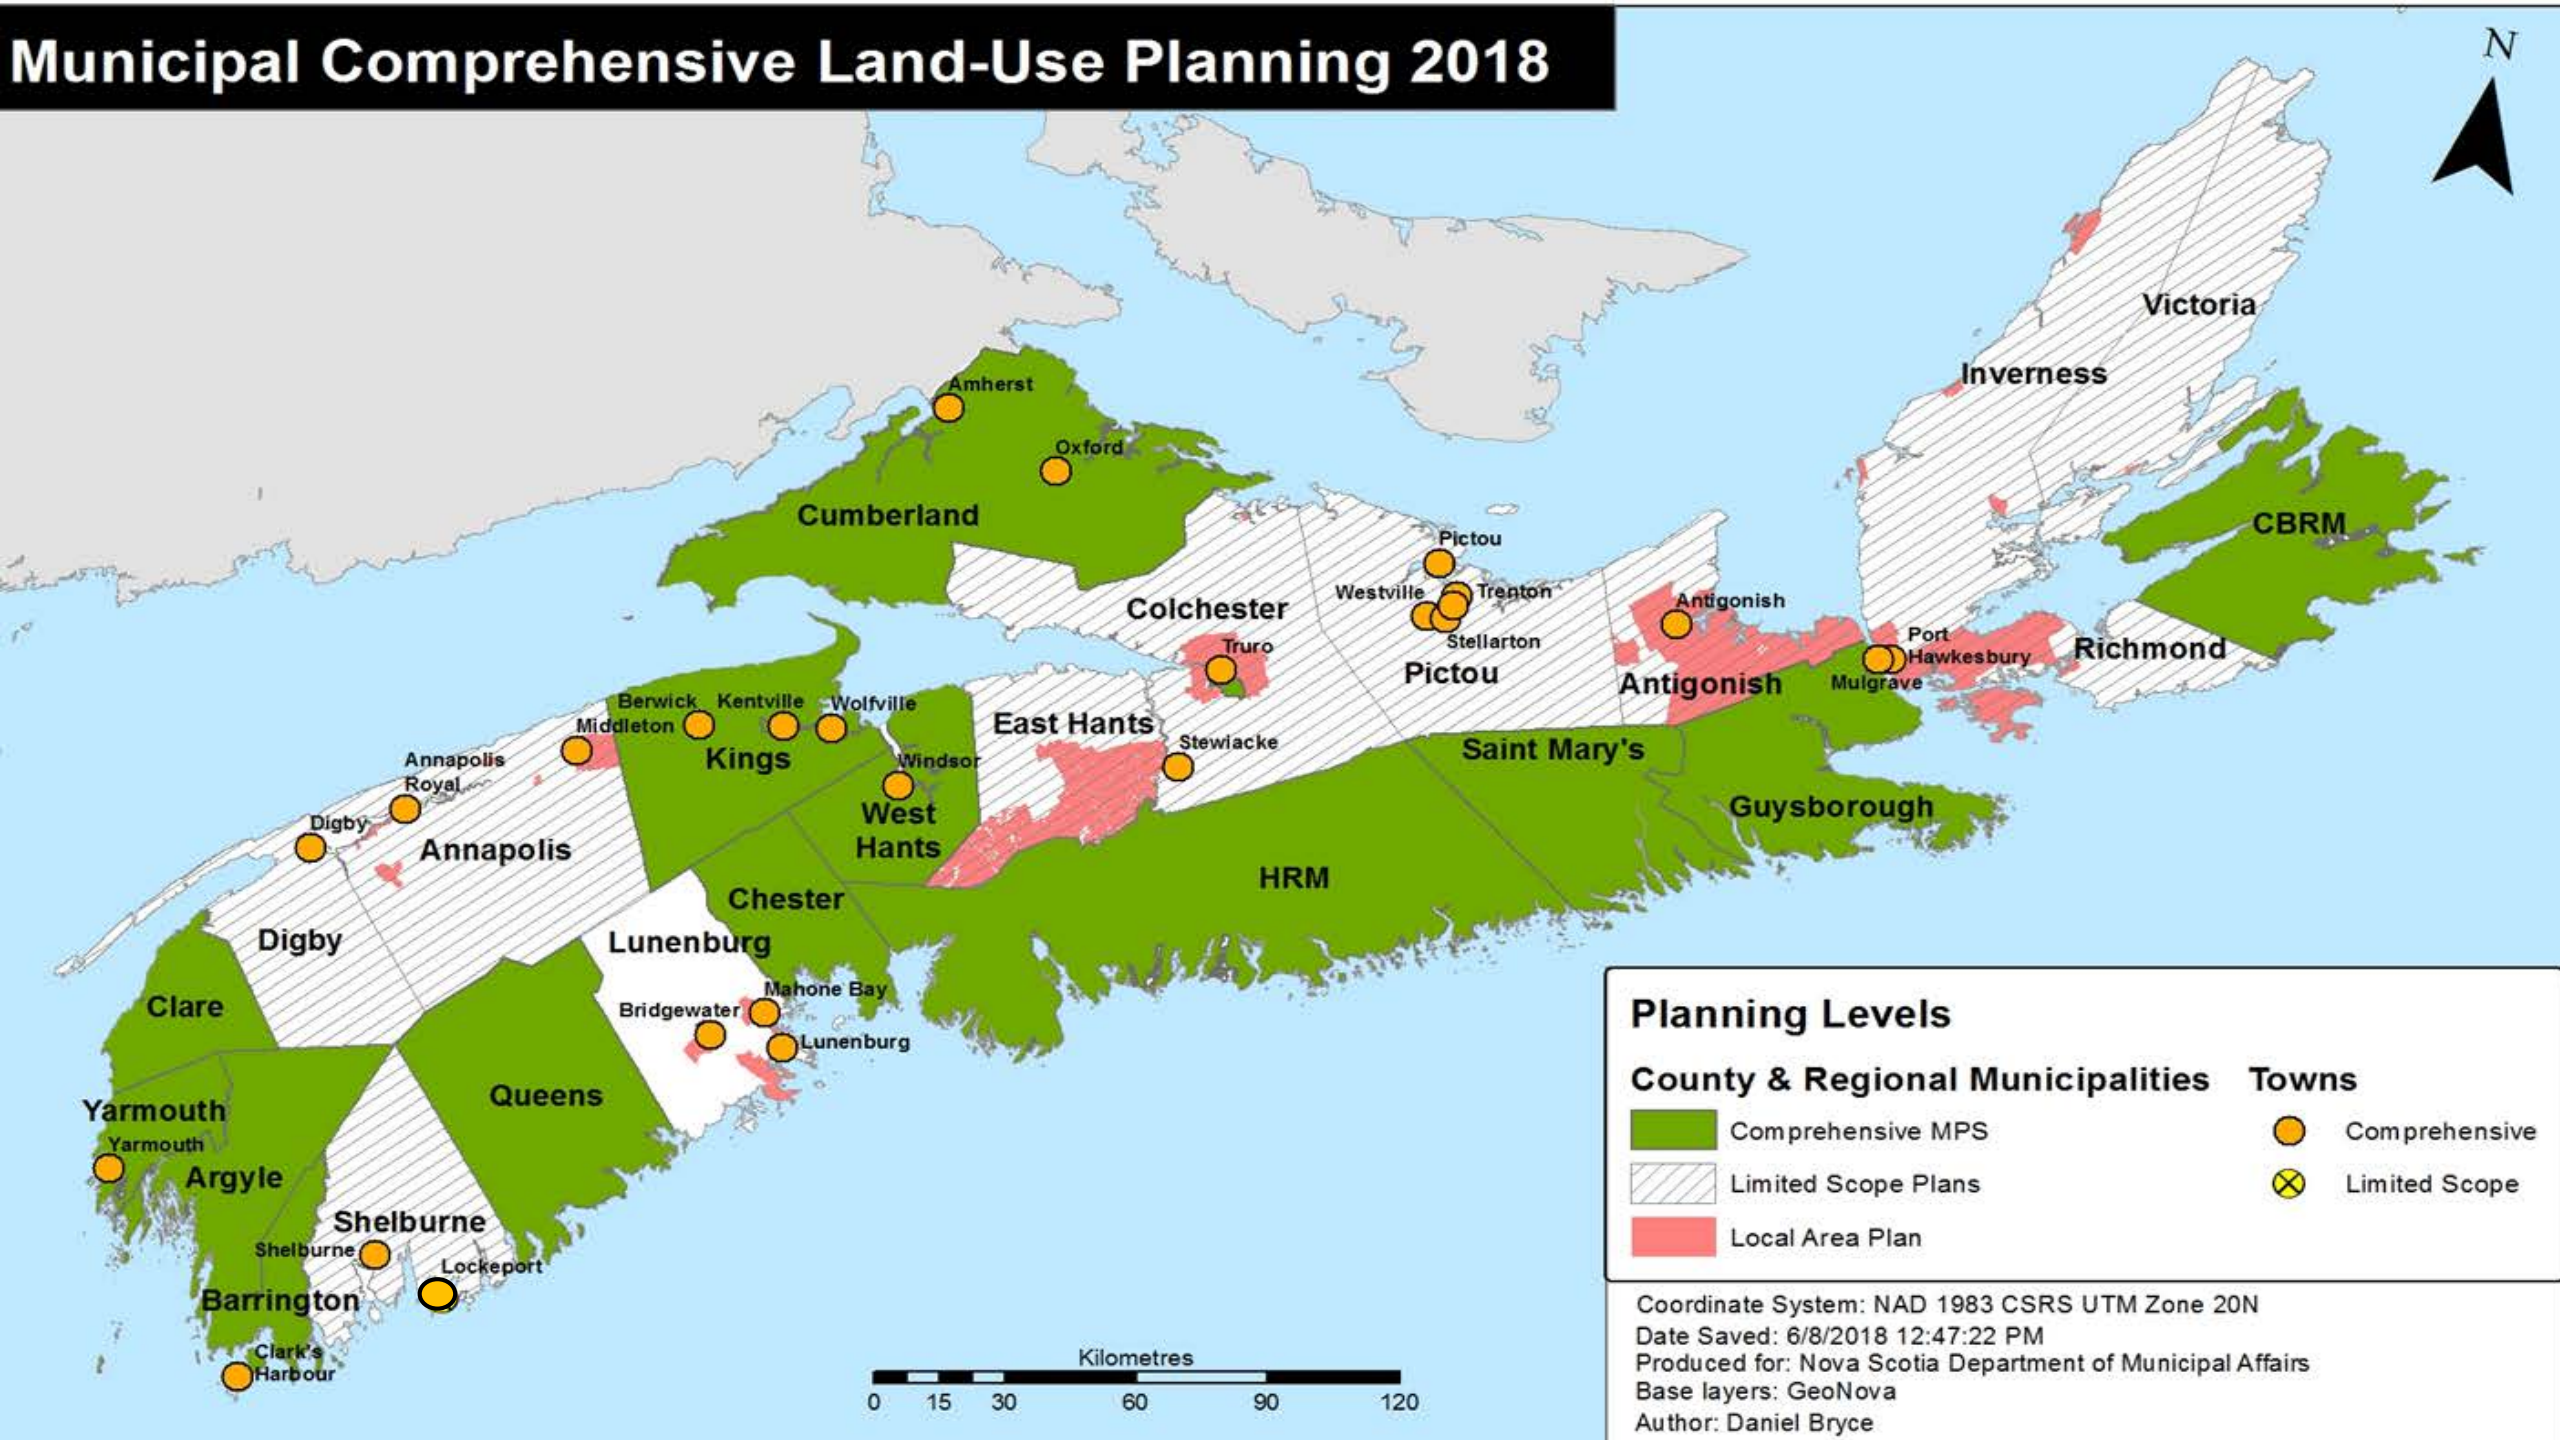 Municipal Comprehensive Land-Use Planning 2018
N
Victoria
Inverness
Amherst
Oxford
Cumberland
CBRM
Pictou
Westville
Trenton
Antigonish
Colchester
Stellarton
Port
Hawkesbury
Richmond
Truro
Pictou
Antigonish
Mulgrave
Berwick
Kentville
Wolfville
Middleton
East Hants
Stewiacke
Saint Mary's
Kings
Windsor
Annapolis
Royal
Guysborough
West
Hants
Digby
Annapolis
HRM
Chester
Digby
Lunenburg
Clare
Mahone Bay
Bridgewater
Lunenburg
Queens
Yarmouth
Yarmouth
Argyle
Shelburne
Shelburne
Lockeport
Barrington
Clark's
Harbour
Kilometres
0 15 30 60 90 120
Planning Levels
County & Regional Municipalities
Comprehensive MPS
Limited Scope Plans
Local Area Plan
Towns
Comprehensive
Limited Scope
Coordinate System: NAD 1983 CSRS UTM Zone 20N
Date Saved: 6/8/2018 12:47:22 PM
Produced for: Nova Scotia Department of Municipal Affairs
Base layers: GeoNova
Author: Daniel Bryce